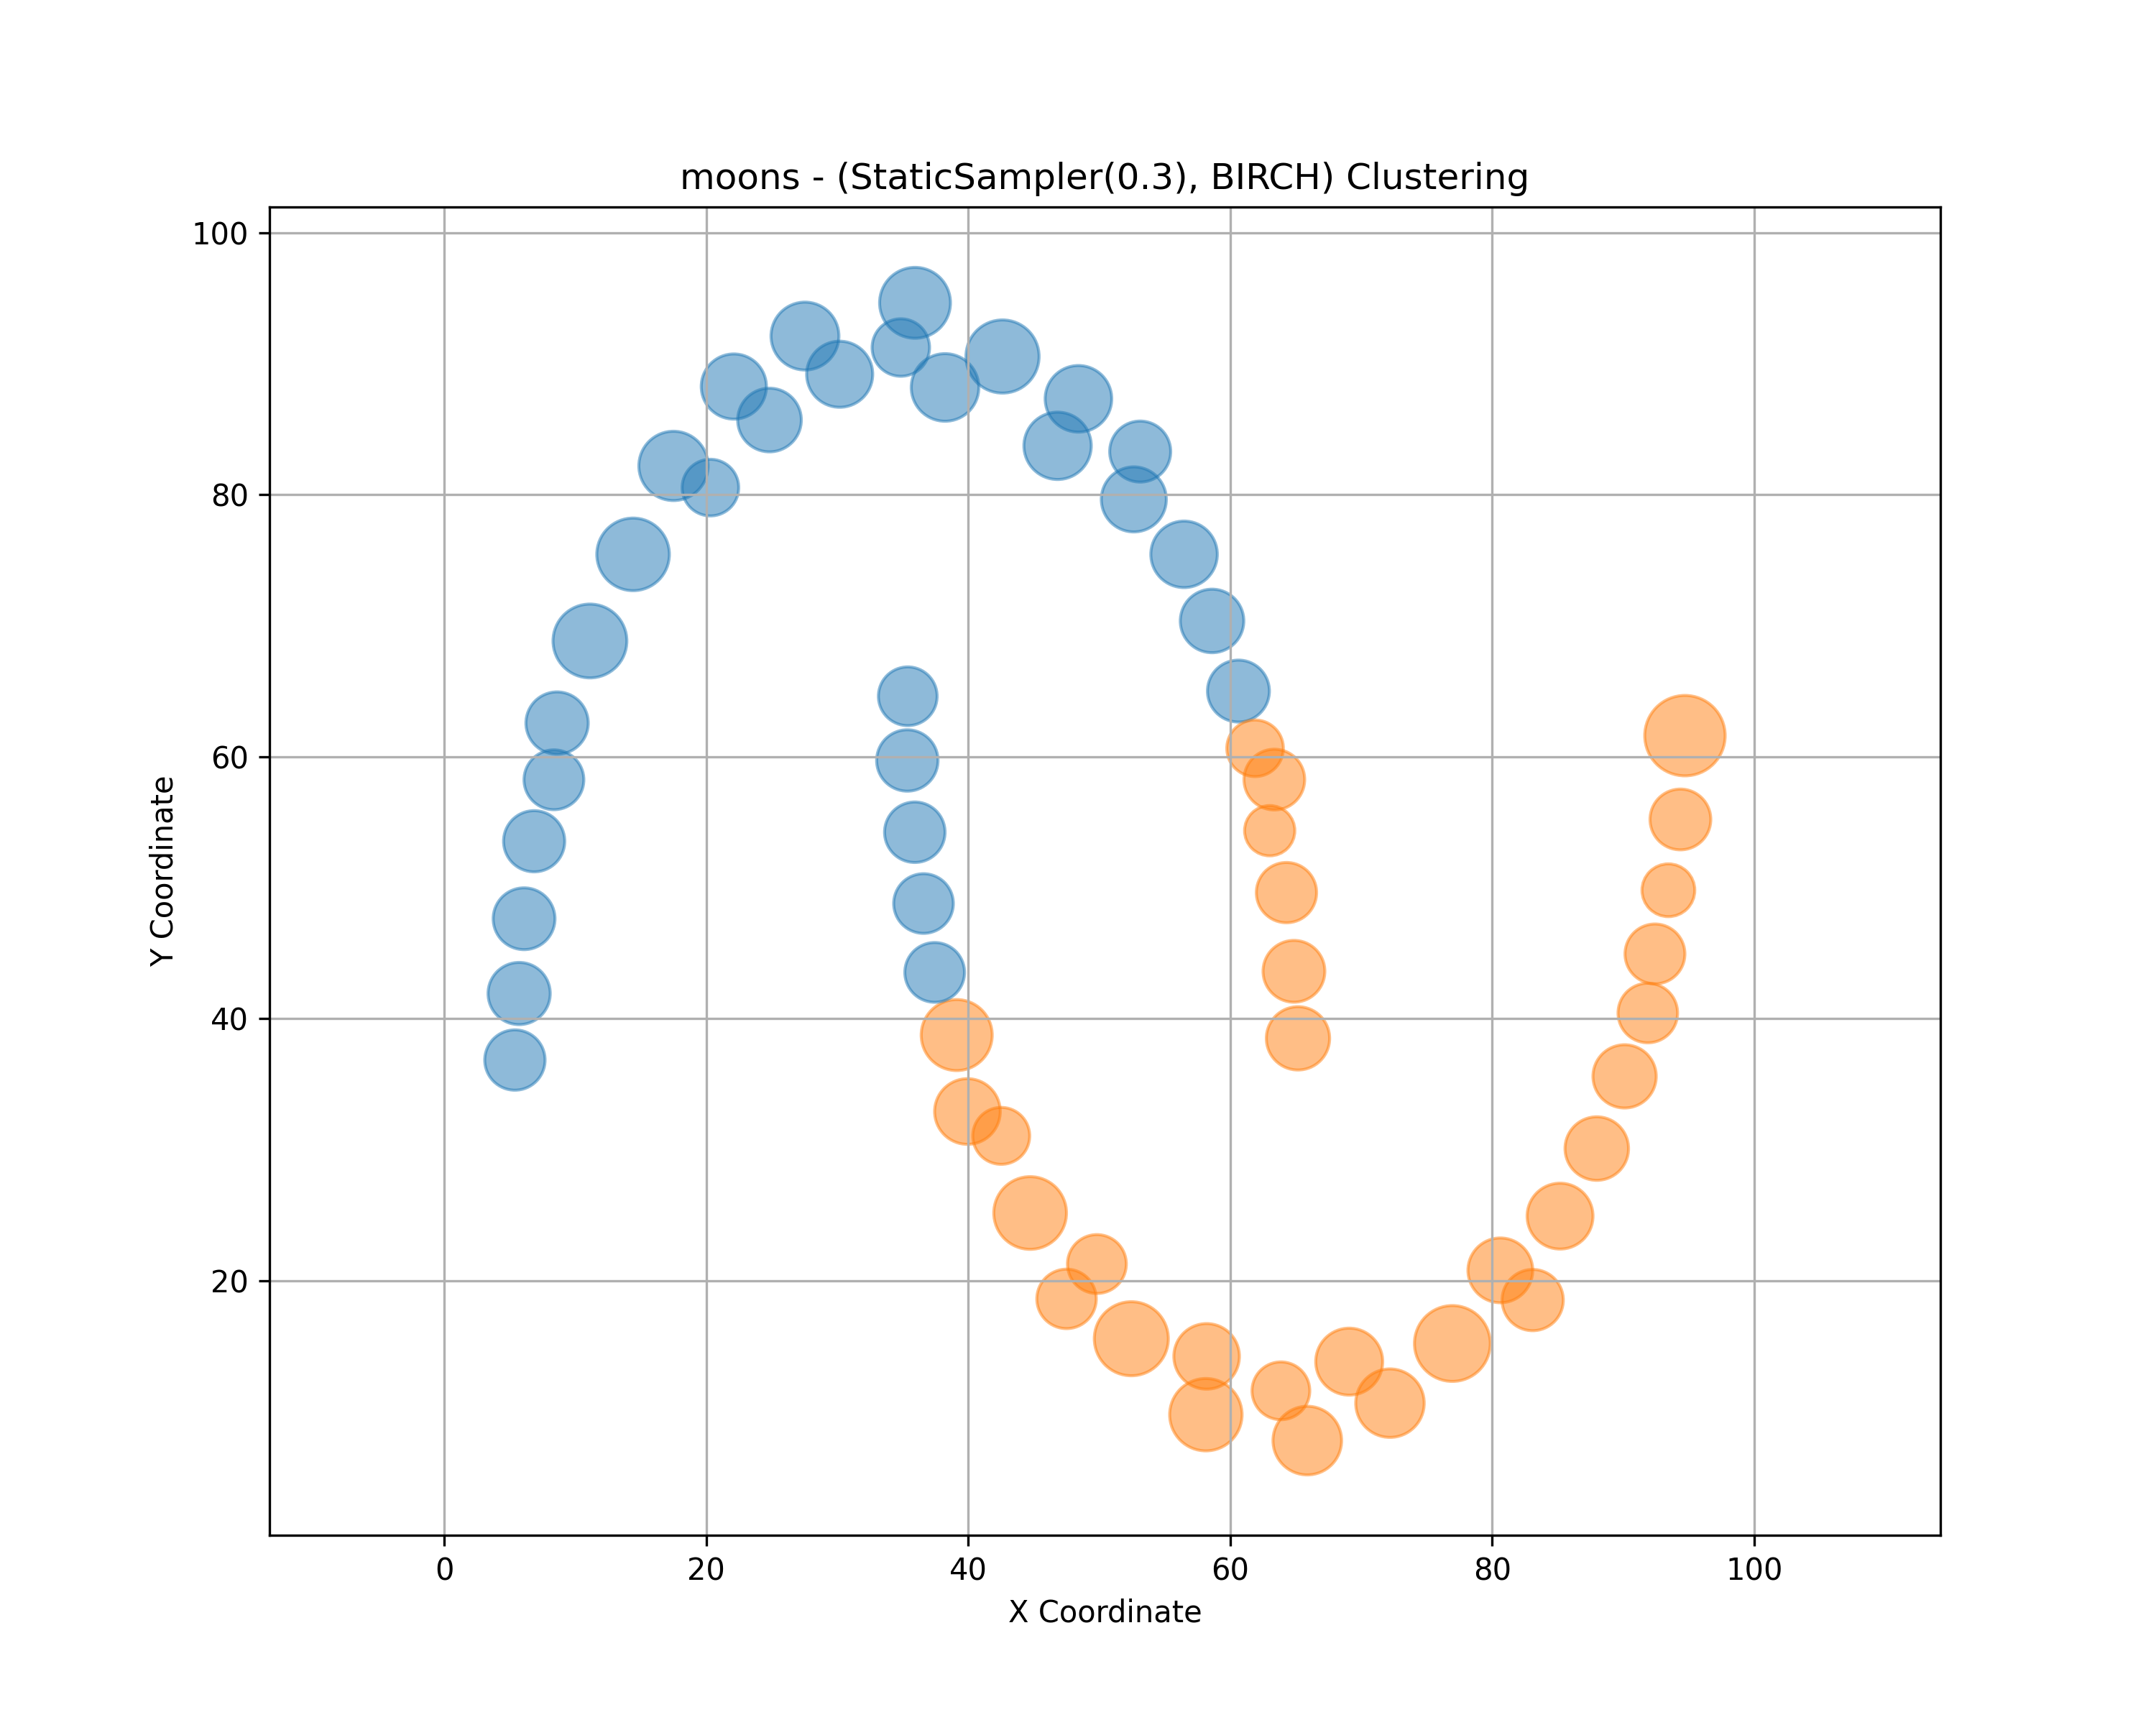 moons - (StaticSampler(0.3), BIRCH) Clustering
100
80
60
40
20
Y Coordinate
0 20 40 60 80 100
X Coordinate